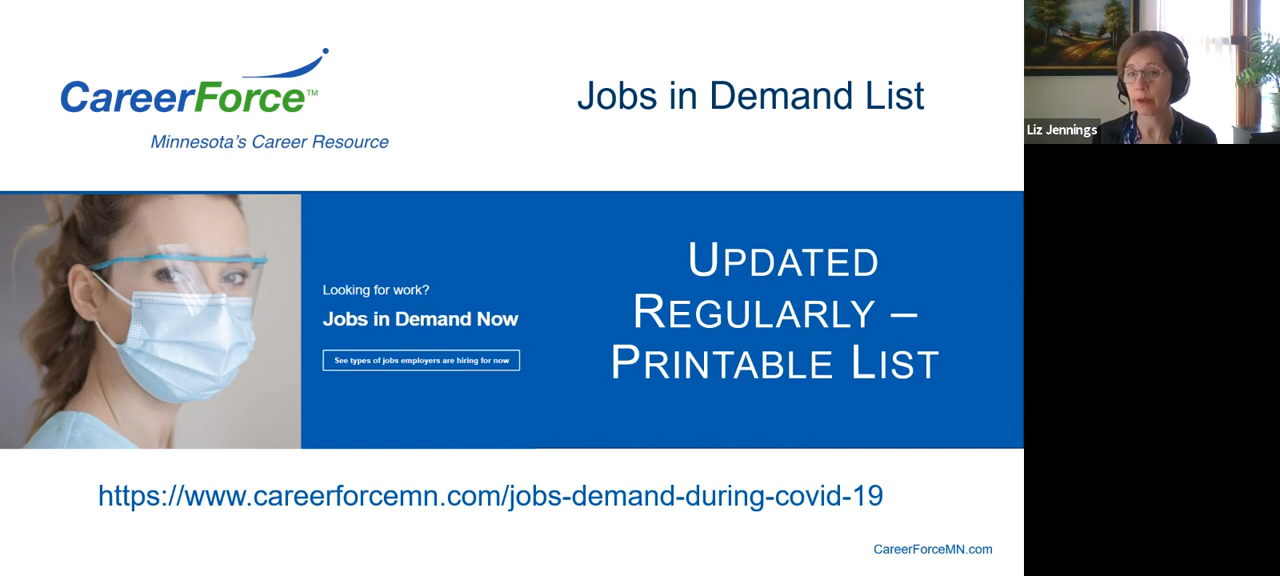 CareerForce™
Minnesota's Career Resource
Jobs in Demand List
Liz Jennings
Looking for work?
Jobs in Demand Now
See types of jobs employers are hiring for now
UPDATED
REGULARLY –
PRINTABLE LIST
https://www.careerforcemn.com/jobs-demand-during-covid-19
CareerForceMN.com